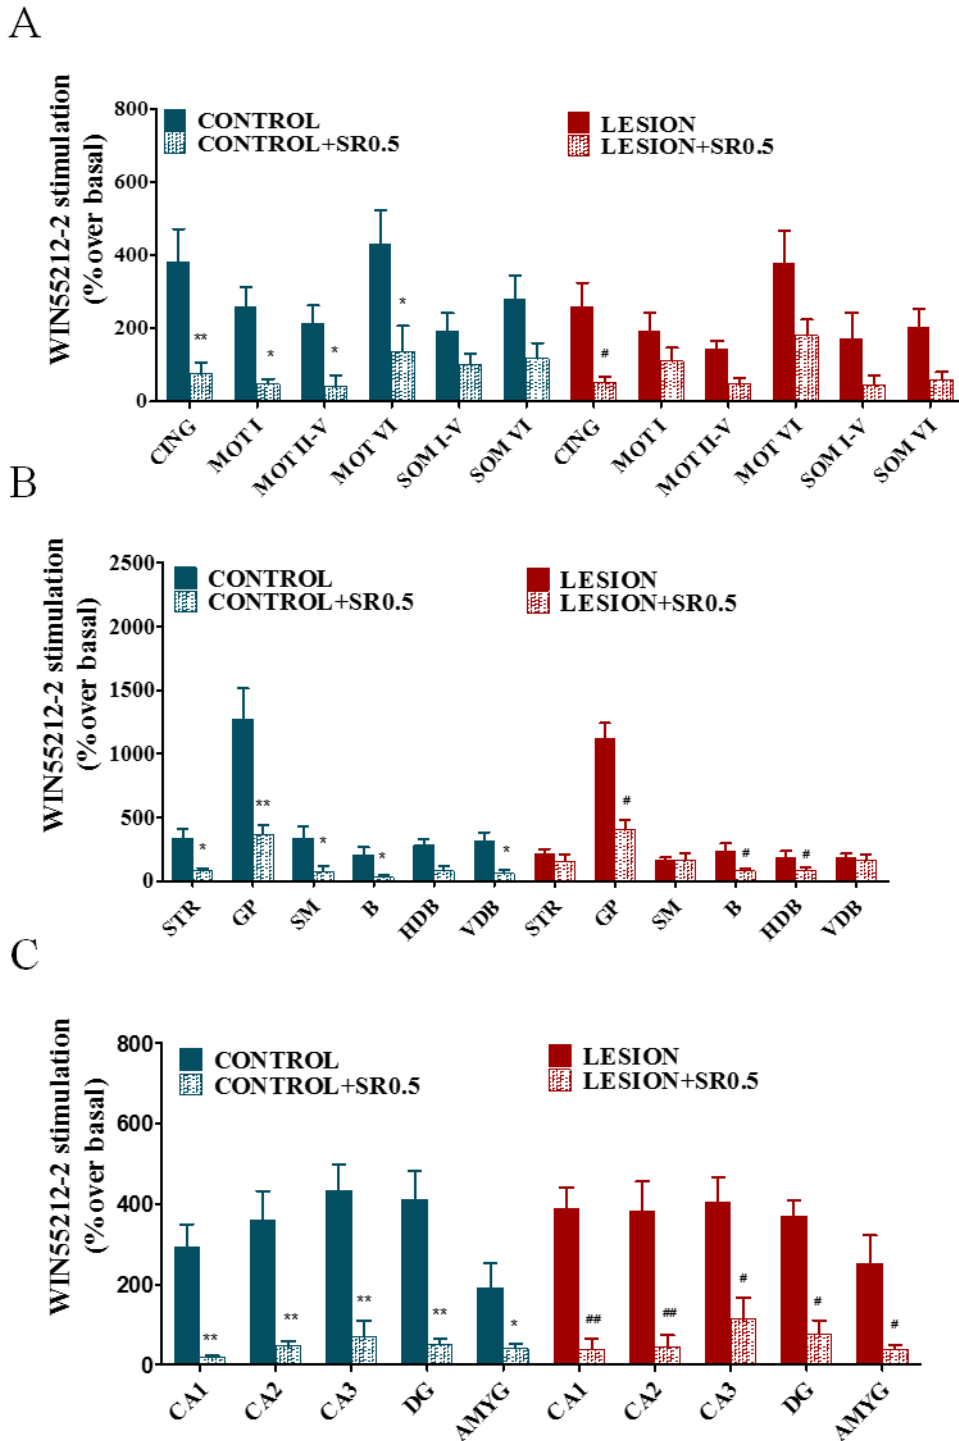 A
WIN55212-2 stimulation
(% over basal)
800
600
400
200
0
CONTROL
CONTROL+SR0.5
LESION
LESION+SR0.5
** * * * #
CING MOT I MOT II-V MOT VI SOM I-V SOM VI CING MOT I MOT II-V MOT VI SOM I-V SOM VI
B
WIN55212-2 stimulation
(% over basal)
2500
2000
1500
1000
500
0
CONTROL
CONTROL+SR0.5
LESION
LESION+SR0.5
* ** * * * # # #
STR GP SM B HDB VDB STR GP SM B HDB VDB
C
WIN55212-2 stimulation
(% over basal)
800
600
400
200
0
CONTROL
CONTROL+SR0.5
LESION
LESION+SR0.5
** ** ** ** * ## ## # # #
CA1 CA2 CA3 DG AMYG CA1 CA2 CA3 DG AMYG